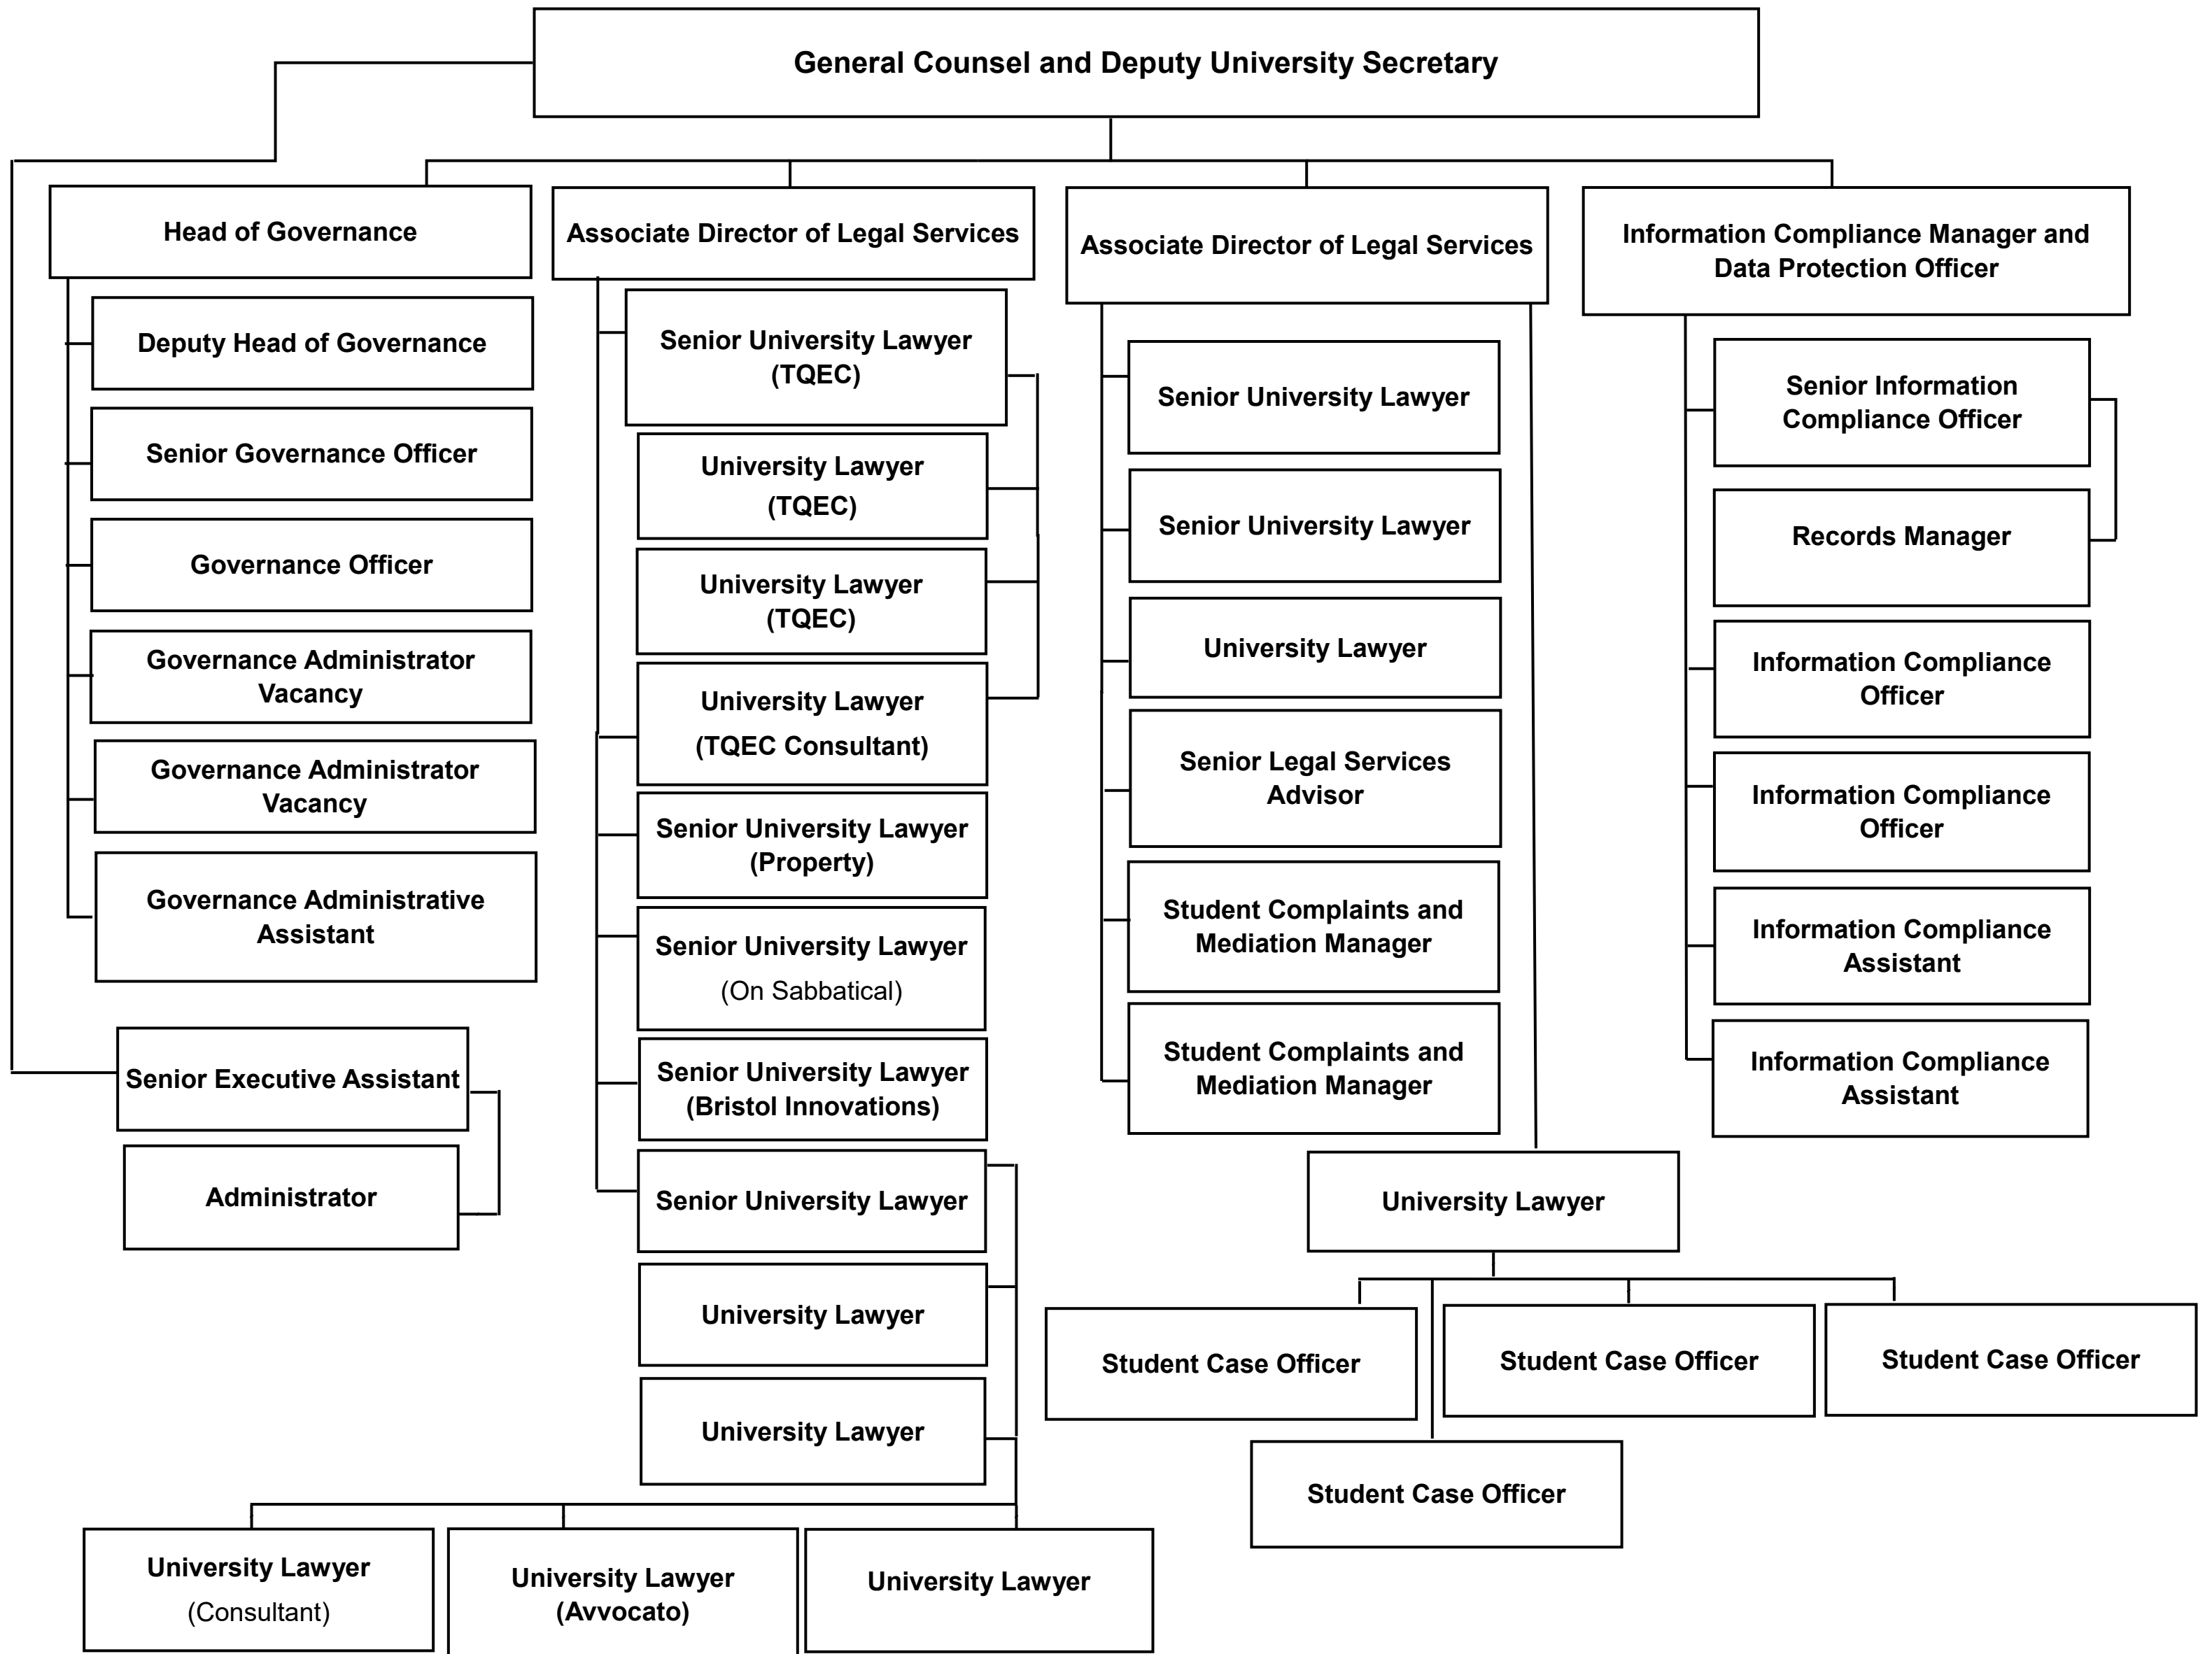 General Counsel and Deputy University Secretary
Head of Governance
Deputy Head of Governance
Senior Governance Officer
Governance Officer
Governance Administrator
Vacancy
Governance Administrator
Vacancy
Governance Administrative
Assistant
Senior Executive Assistant
Administrator
Associate Director of Legal Services
Senior University Lawyer
(TQEC)
University Lawyer
(TQEC)
University Lawyer
(TQEC)
University Lawyer
(TQEC Consultant)
Senior University Lawyer
(Property)
Senior University Lawyer
(On Sabbatical)
Senior University Lawyer
(Bristol Innovations)
Senior University Lawyer
University Lawyer
University Lawyer
University Lawyer
(Consultant)
University Lawyer
(Avvocato)
University Lawyer
Associate Director of Legal Services
Senior University Lawyer
Senior University Lawyer
University Lawyer
Senior Legal Services
Advisor
Student Complaints and
Mediation Manager
Student Complaints and
Mediation Manager
University Lawyer
Student Case Officer
Student Case Officer
Student Case Officer
Student Case Officer
Information Compliance Manager and
Data Protection Officer
Senior Information
Compliance Officer
Records Manager
Information Compliance
Officer
Information Compliance
Officer
Information Compliance
Assistant
Information Compliance
Assistant